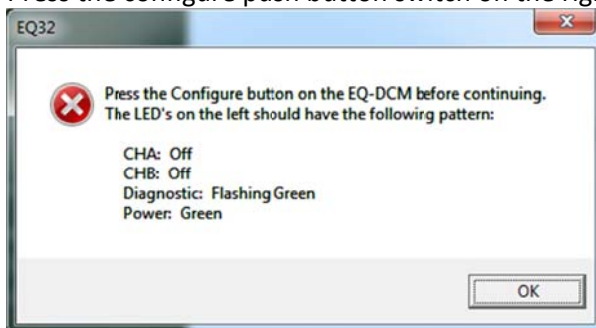 Press the configure push button switch on the rig
EQ32
Press the Configure button on the EQ-DCM before continuing.
The LED's on the left should have the following pattern:
CHA: Off
CHB: Off
Diagnostic: Flashing Green
Power: Green
OK